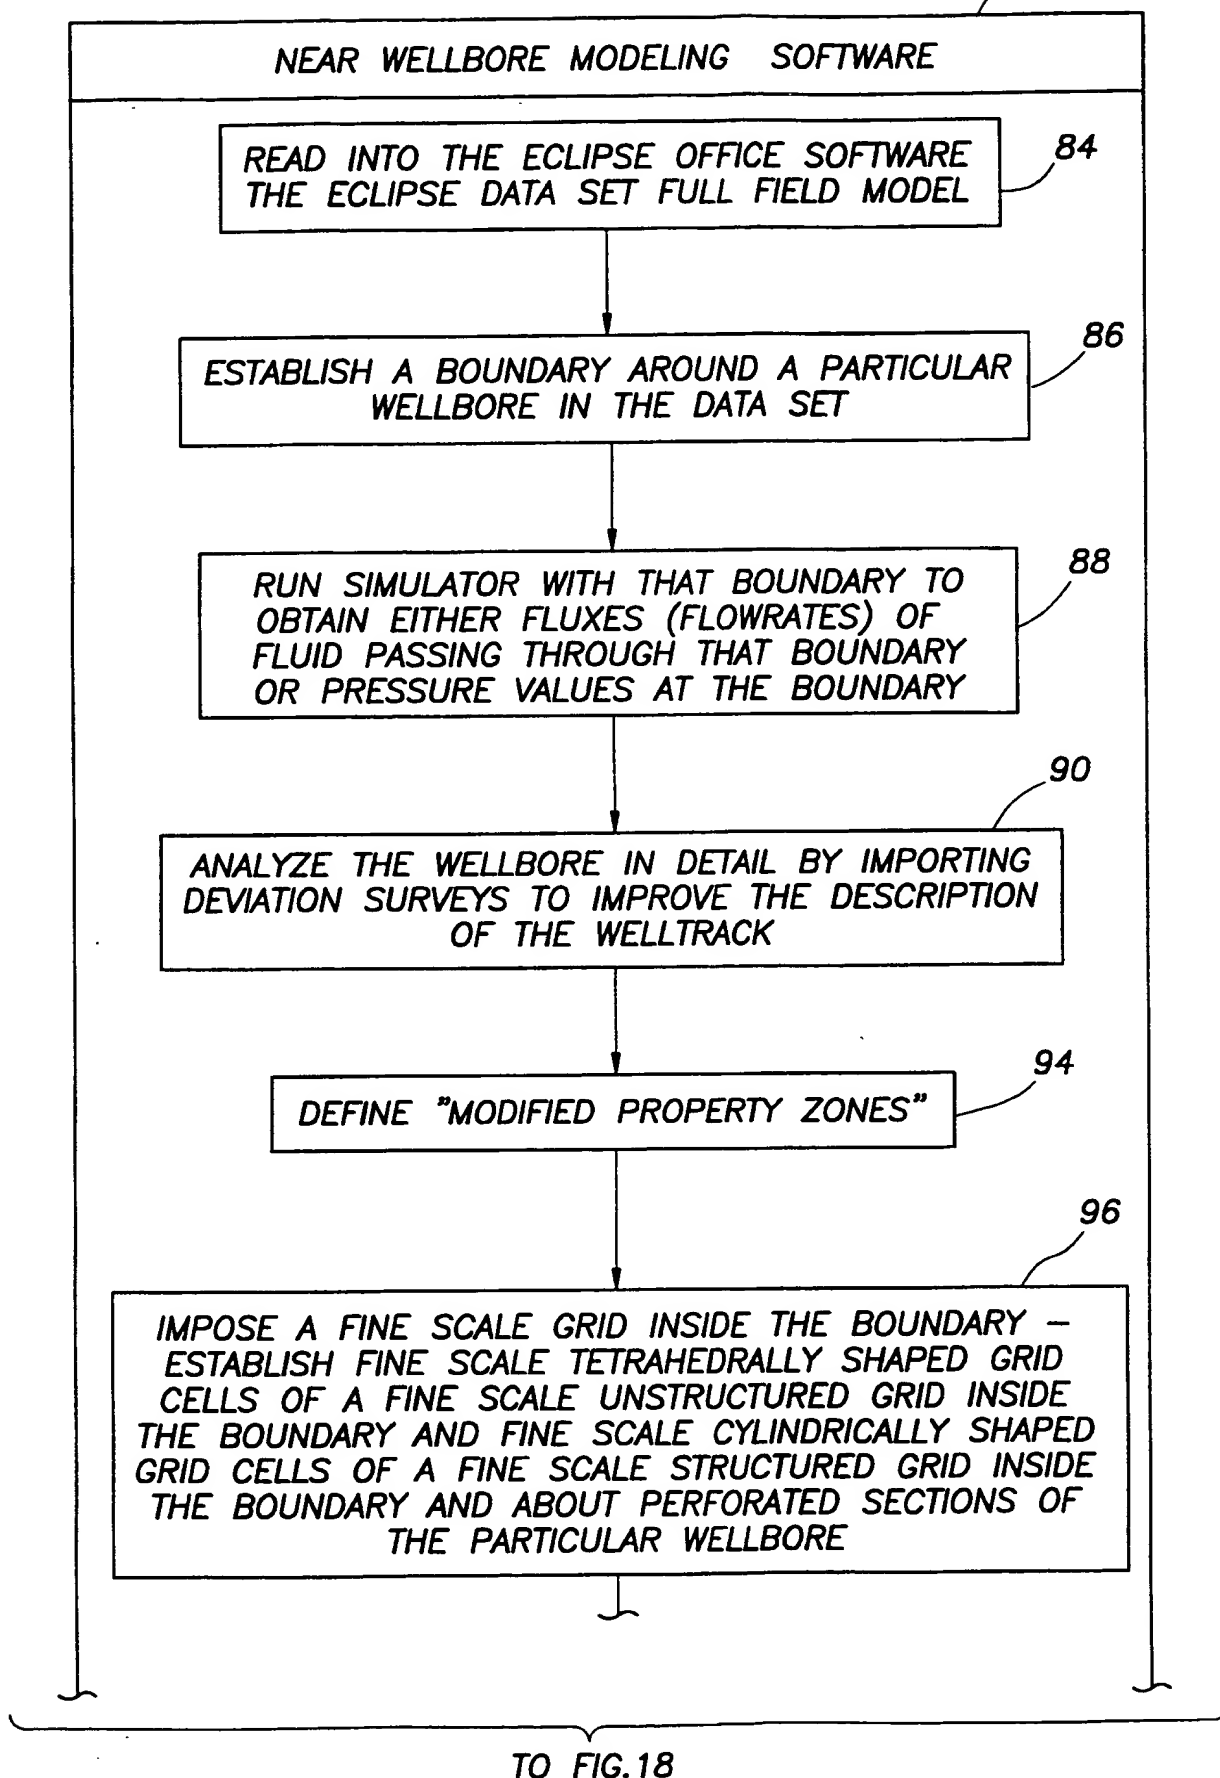 NEAR WELLBORE MODELING SOFTWARE
READ INTO THE ECLIPSE OFFICE SOFTWARE
THE ECLIPSE DATA SET FULL FIELD MODEL
84
ESTABLISH A BOUNDARY AROUND A PARTICULAR
WELLBORE IN THE DATA SET
86
RUN SIMULATOR WITH THAT BOUNDARY TO
OBTAIN EITHER FLUXES (FLOWRATES) OF
FLUID PASSING THROUGH THAT BOUNDARY
OR PRESSURE VALUES AT THE BOUNDARY
88
90
ANALYZE THE WELLBORE IN DETAIL BY IMPORTING
DEVIATION SURVEYS TO IMPROVE THE DESCRIPTION
OF THE WELLTRACK
94
DEFINE "MODIFIED PROPERTY ZONES"
96
IMPOSE A FINE SCALE GRID INSIDE THE BOUNDARY –
ESTABLISH FINE SCALE TETRAHEDRALLY SHAPED GRID
CELLS OF A FINE SCALE UNSTRUCTURED GRID INSIDE
THE BOUNDARY AND FINE SCALE CYLINDRICALLY SHAPED
GRID CELLS OF A FINE SCALE STRUCTURED GRID INSIDE
THE BOUNDARY AND ABOUT PERFORATED SECTIONS OF
THE PARTICULAR WELLBORE
TO FIG.18